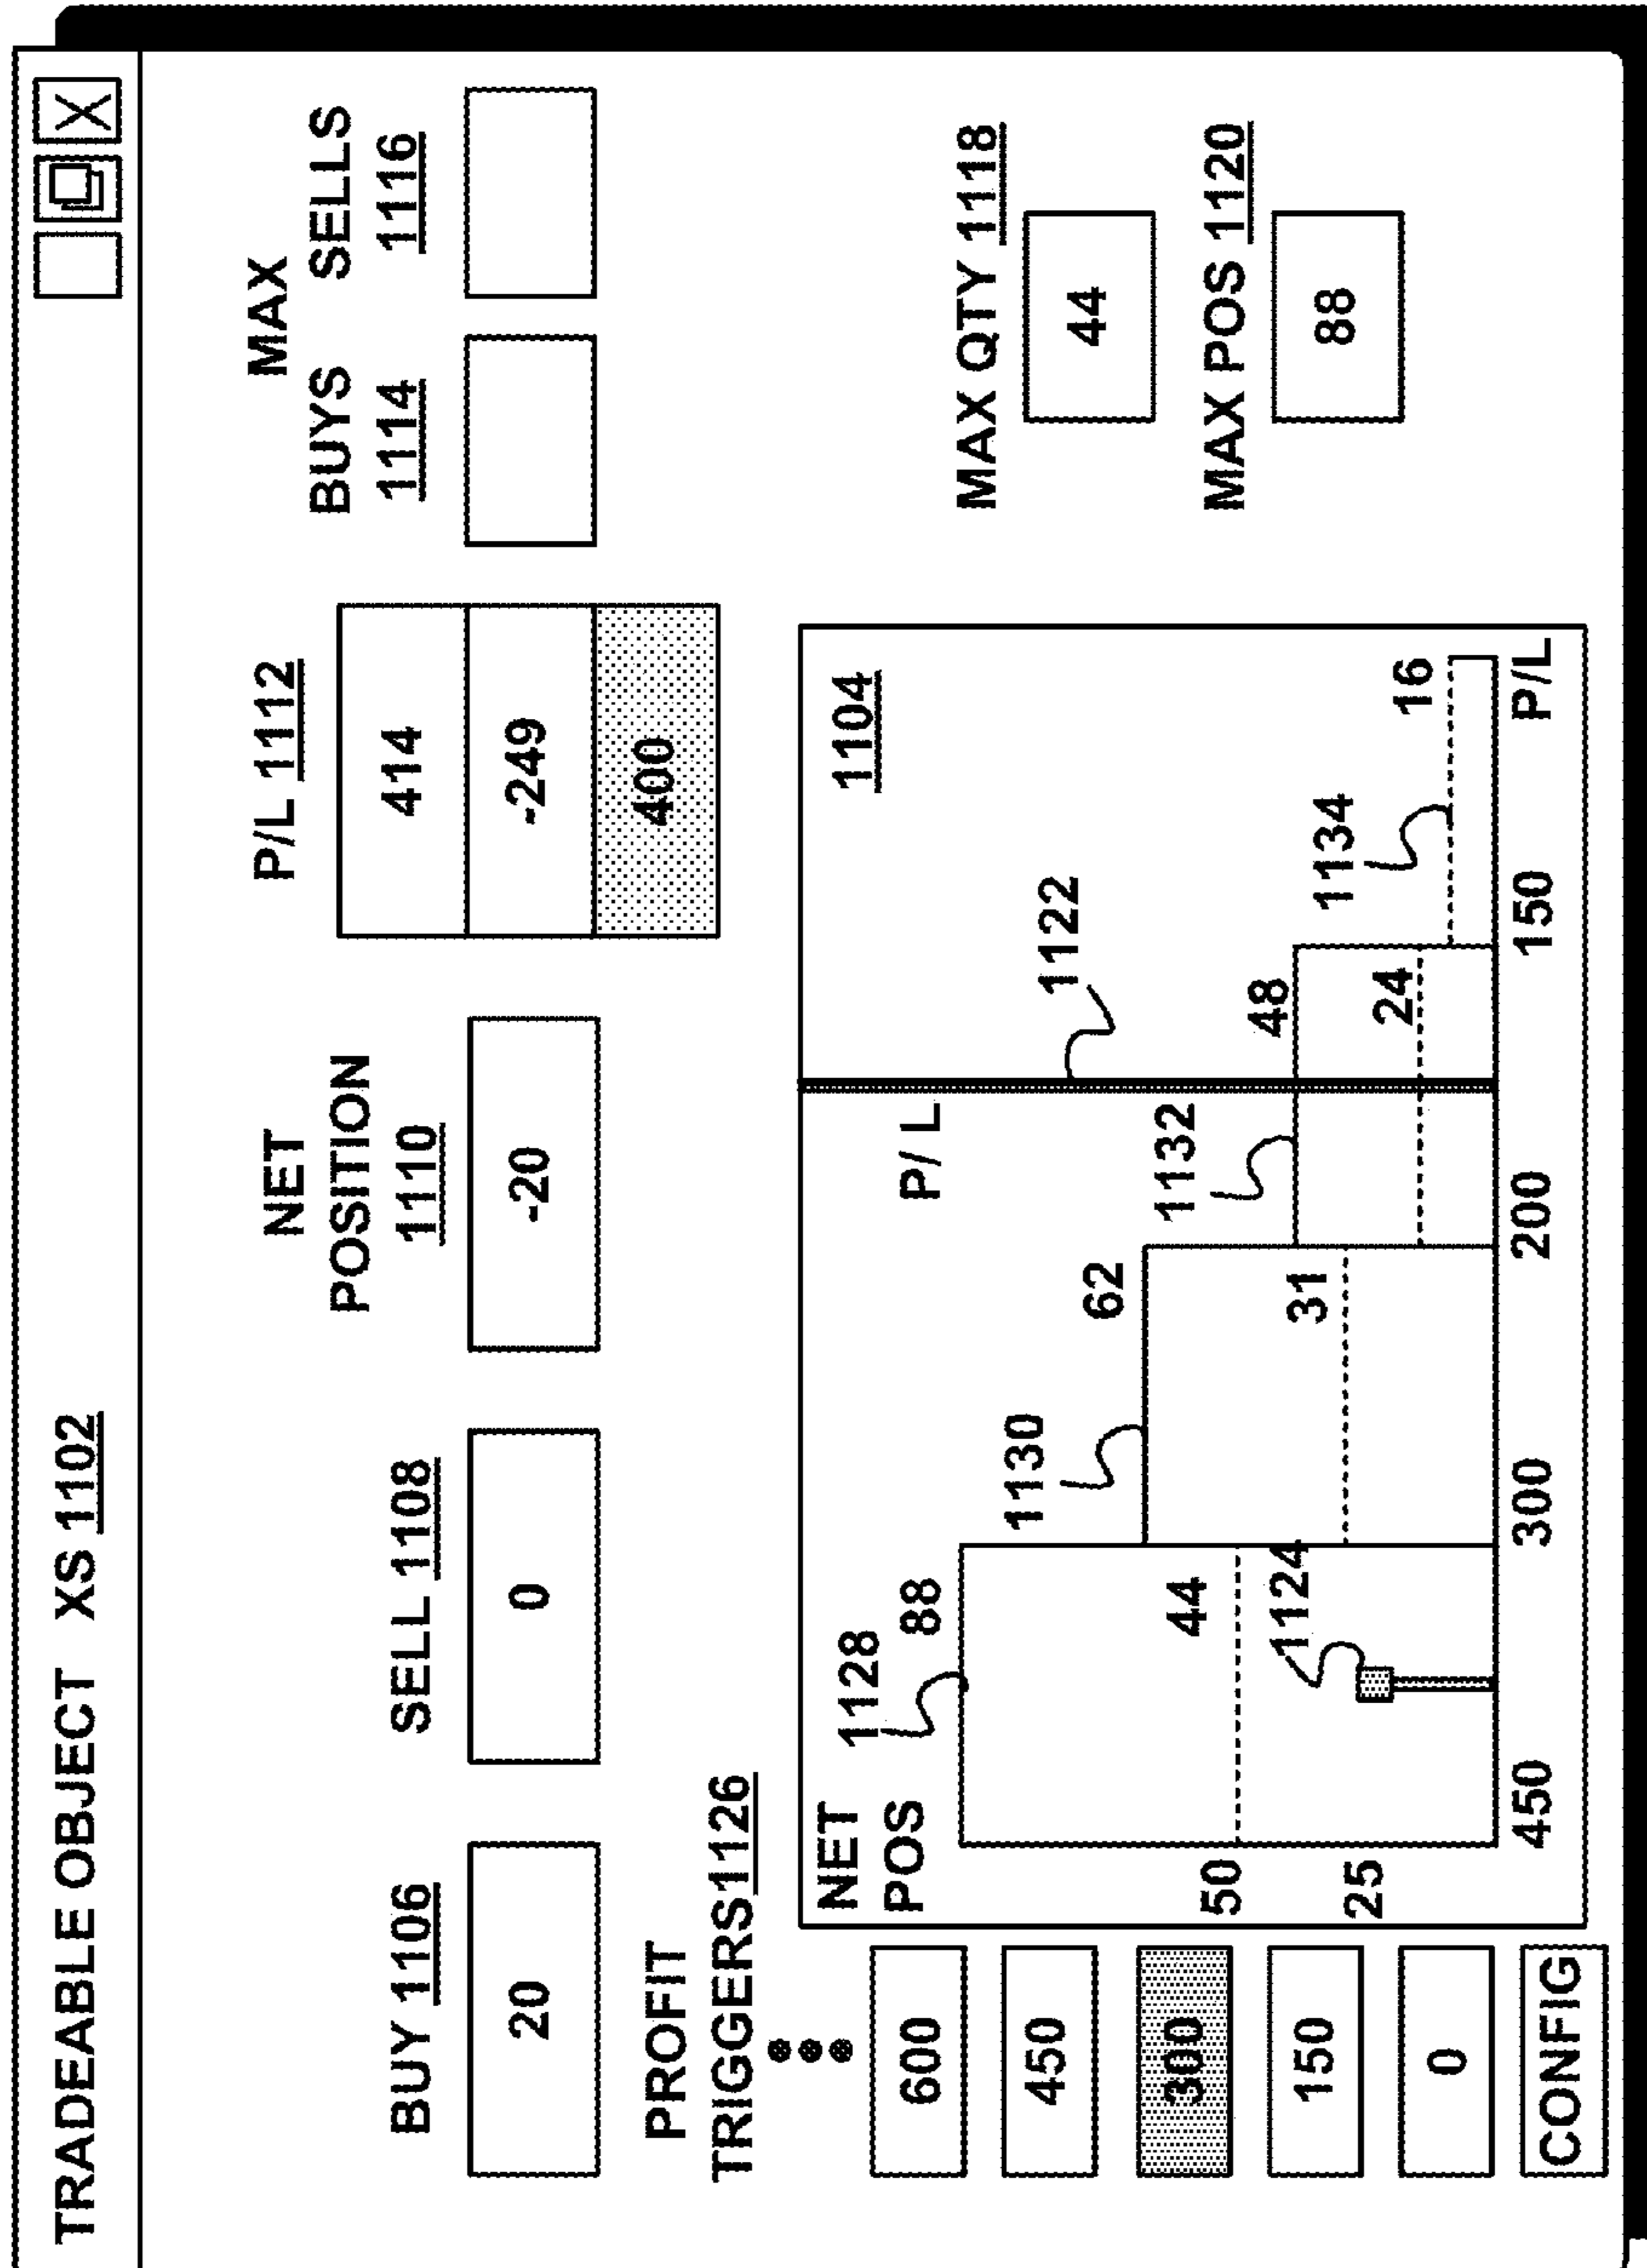 TRADEABLE OBJECT XS 1102
X
MAX
BUY 1106
SELL 1108
NET
POSITION
1110
P/L 1112
BUYS
1114
SELLS
1116
20
0
-20
414
-249
400
PROFIT
TRIGGERS 1126
600
450
300
150
0
CONFIG
NET
POS
50
25
1128
88
44
1124
1130
62
31
P/L
1132
1122
48
24
1104
1134
16
450
300
200
150
P/L
MAX QTY 1118
44
MAX POS 1120
88